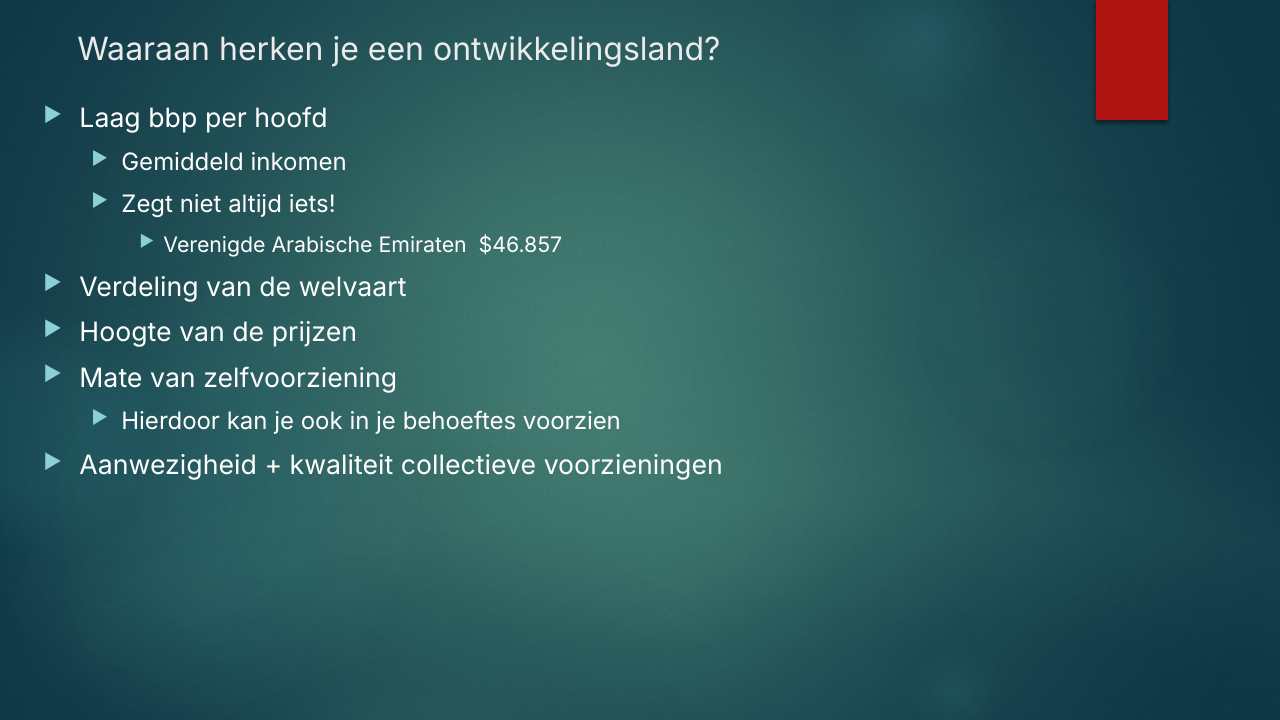 Waaraan herken je een ontwikkelingsland?
Laag bbp per hoofd
Gemiddeld inkomen
Zegt niet altijd iets!
Verenigde Arabische Emiraten $46.857
Verdeling van de welvaart
Hoogte van de prijzen
Mate van zelfvoorziening
Hierdoor kan je ook in je behoeftes voorzien
Aanwezigheid + kwaliteit collectieve voorzieningen